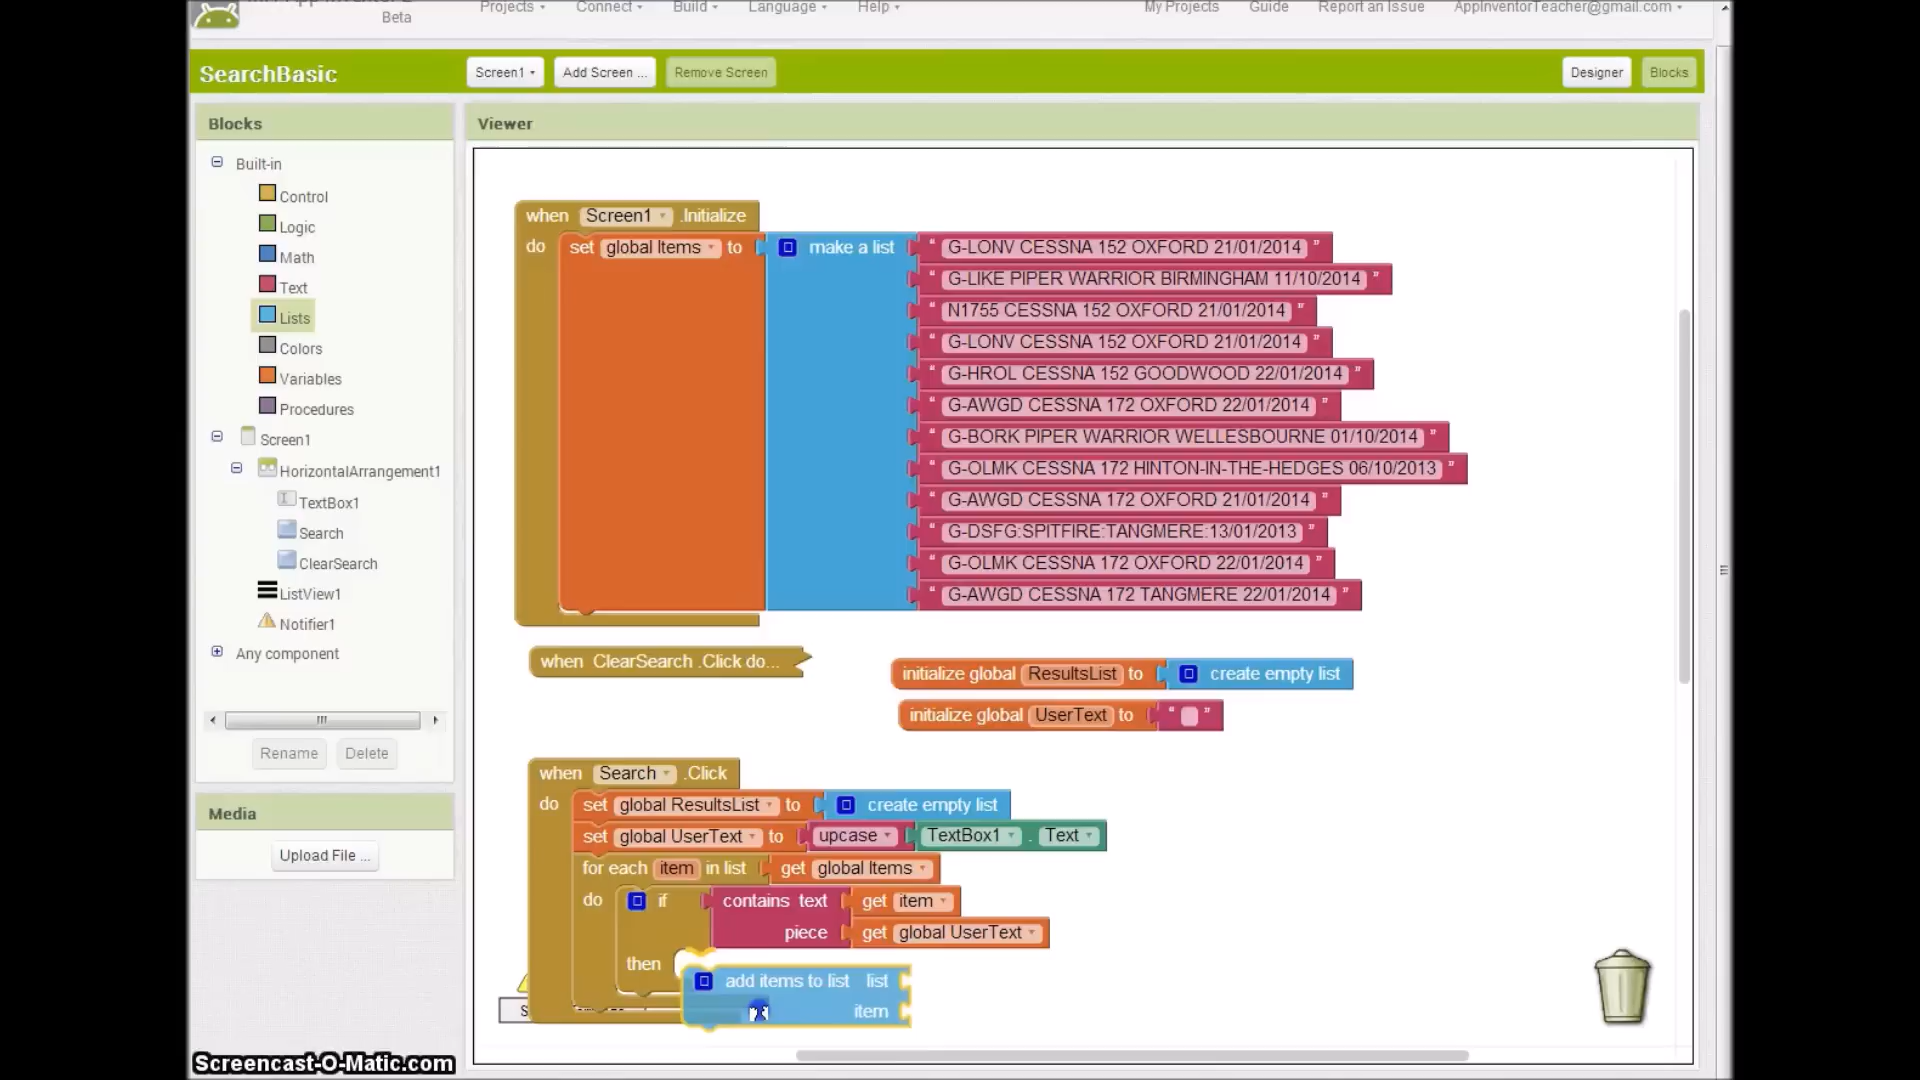 Beta
Projects Connect Build Language Help My Projects Guide Report an Issue AppInventorTeacher@gmail.com
SearchBasic Screen1 Add Screen ... Remove Screen Designer Blocks
Blocks
Built-in
Control
Logic
Math
Text
Lists
Colors
Variables
Procedures
Screen1
HorizontalArrangement1
TextBox1
Search
ClearSearch
ListView1
Notifier1
Any component
Rename Delete
Media
Upload File ...
Viewer
when Screen1 .Initialize
do set global Items to make a list " G-LONV CESSNA 152 OXFORD 21/01/2014 "
" G-LIKE PIPER WARRIOR BIRMINGHAM 11/10/2014 "
" N1755 CESSNA 152 OXFORD 21/01/2014 "
" G-LONV CESSNA 152 OXFORD 21/01/2014 "
" G-HROL CESSNA 152 GOODWOOD 22/01/2014 "
" G-AWGD CESSNA 172 OXFORD 22/01/2014 "
" G-BORK PIPER WARRIOR WELLESBOURNE 01/10/2014 "
" G-OLMK CESSNA 172 HINTON-IN-THE-HEDGES 06/10/2013 "
" G-AWGD CESSNA 172 OXFORD 21/01/2014 "
" G-DSFG:SPITFIRE:TANGMERE:13/01/2013 "
" G-OLMK CESSNA 172 OXFORD 22/01/2014 "
" G-AWGD CESSNA 172 TANGMERE 22/01/2014 "
when ClearSearch .Click do...
initialize global ResultsList to create empty list
initialize global UserText to " "
when Search .Click
do set global ResultsList to create empty list
set global UserText to upcase TextBox1 . Text
for each item in list get global Items
do if contains text get item
piece get global UserText
then
add items to list list
item
Screencast-O-Matic.com